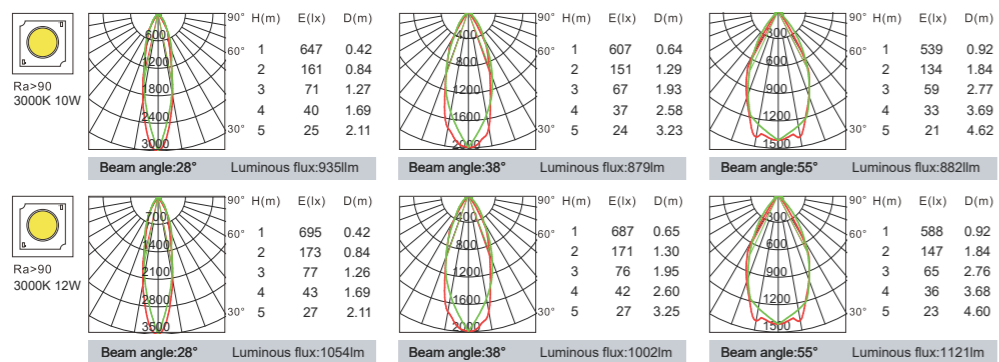 90° H(m) E(lx) D(m)
600
1 647 0.42
60°
1200
2 161 0.84
Ra>90
1800
3 71 1.27
3000K 10W
2400
4 40 1.69
30°
3000
5 25 2.11
Beam angle:28° Luminous flux:935llm
90° H(m) E(lx) D(m)
400
1 607 0.64
60°
800
2 151 1.29
1200
3 67 1.93
1600
4 37 2.58
30°
2000
5 24 3.23
Beam angle:38° Luminous flux:879lm
90° H(m) E(lx) D(m)
300
1 539 0.92
60°
600
2 134 1.84
900
3 59 2.77
1200
4 33 3.69
30°
1500
5 21 4.62
Beam angle:55° Luminous flux:882llm
90° H(m) E(lx) D(m)
700
1 695 0.42
60°
1400
2 173 0.84
Ra>90
2100
3 77 1.26
3000K 12W
2800
4 43 1.69
30°
3500
5 27 2.11
Beam angle:28° Luminous flux:1054lm
90° H(m) E(lx) D(m)
400
1 687 0.65
60°
800
2 171 1.30
1200
3 76 1.95
1600
4 42 2.60
30°
2000
5 27 3.25
Beam angle:38° Luminous flux:1002lm
90° H(m) E(lx) D(m)
300
1 588 0.92
60°
600
2 147 1.84
900
3 65 2.76
1200
4 36 3.68
30°
1500
5 23 4.60
Beam angle:55° Luminous flux:1121lm